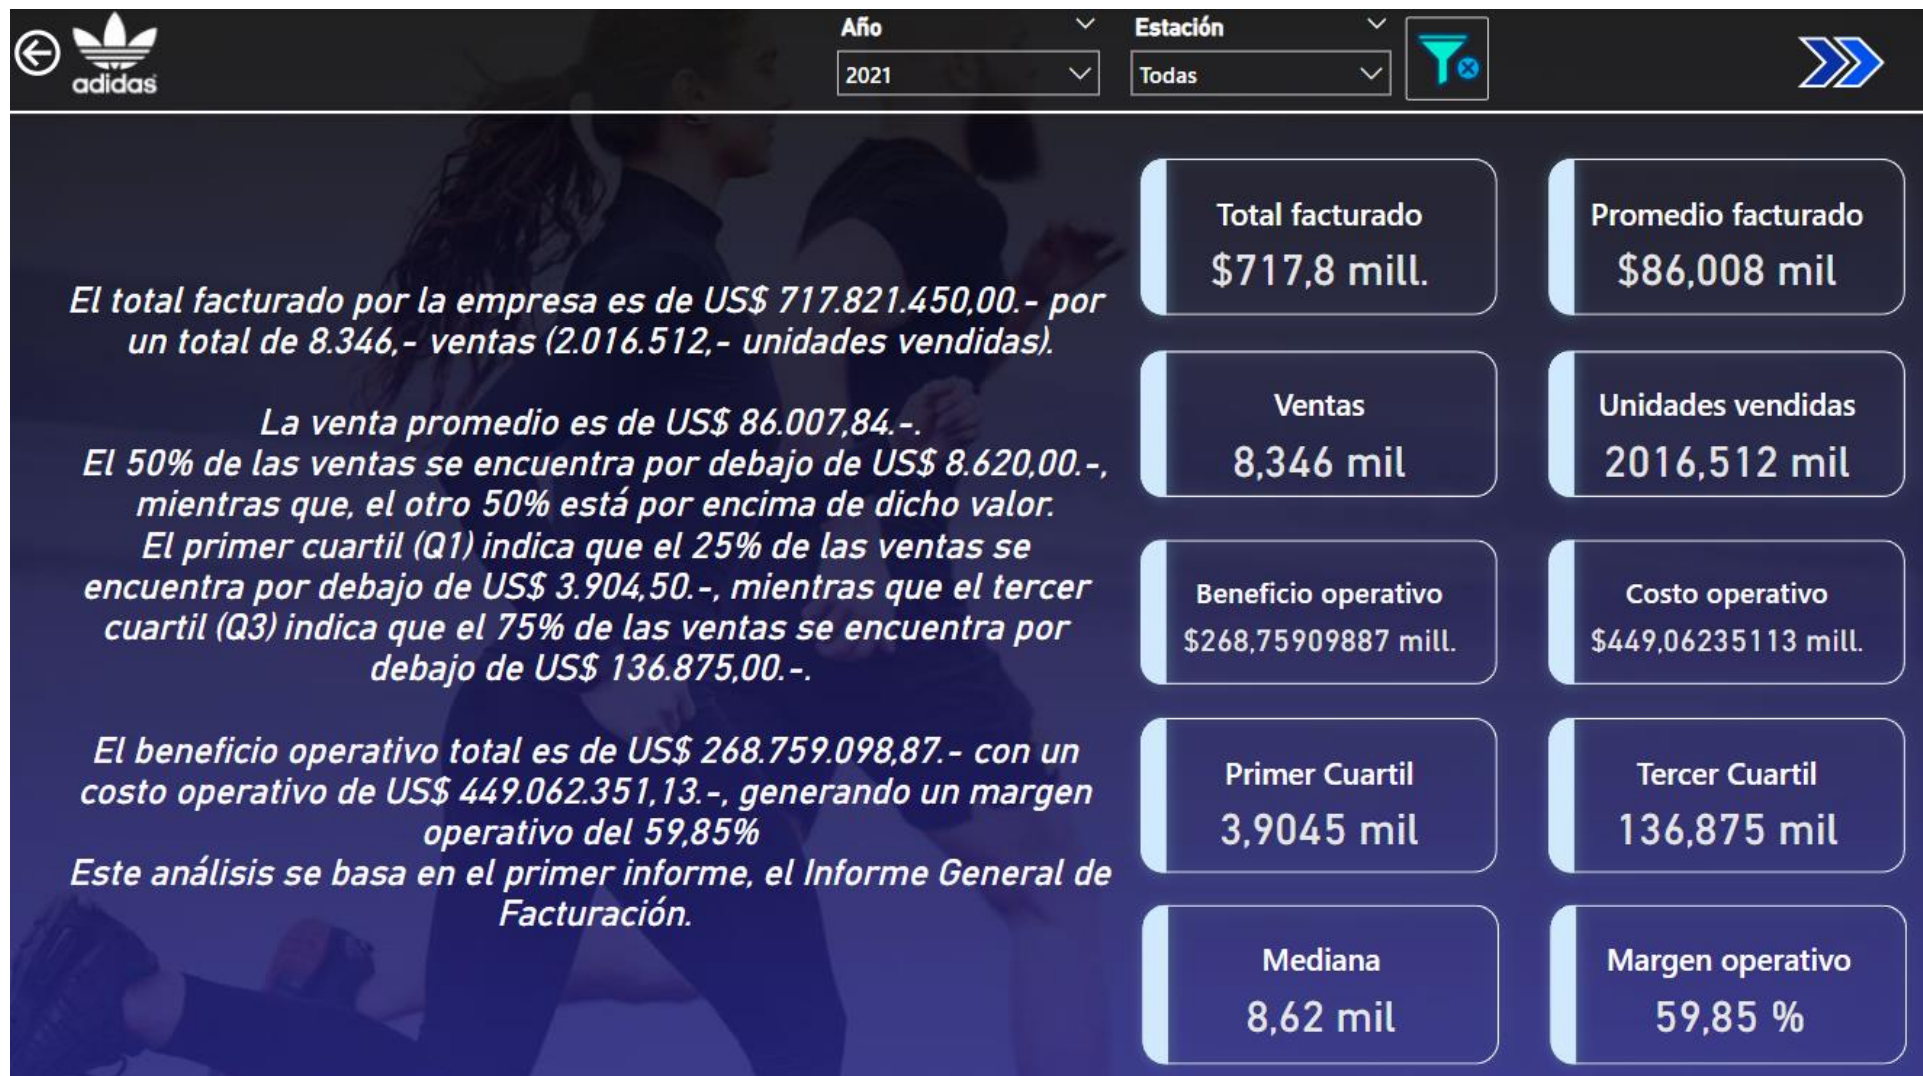 adidas
Año
2021
Estación
Todas
El total facturado por la empresa es de US$ 717.821.450,00.- por
un total de 8.346,- ventas (2.016.512,- unidades vendidas).
La venta promedio es de US$ 86.007,84.-.
El 50% de las ventas se encuentra por debajo de US$ 8.620,00.-,
mientras que, el otro 50% está por encima de dicho valor.
El primer cuartil (Q1) indica que el 25% de las ventas se
encuentra por debajo de US$ 3.904,50.-, mientras que el tercer
cuartil (Q3) indica que el 75% de las ventas se encuentra por
debajo de US$ 136.875,00.-.
El beneficio operativo total es de US$ 268.759.098,87.- con un
costo operativo de US$ 449.062.351,13.-, generando un margen
operativo del 59,85%
Este análisis se basa en el primer informe, el Informe General de
Facturación.
Total facturado
$717,8 mill.
Promedio facturado
$86,008 mil
Ventas
8,346 mil
Unidades vendidas
2016,512 mil
Beneficio operativo
$268,75909887 mill.
Costo operativo
$449,06235113 mill.
Primer Cuartil
3,9045 mil
Tercer Cuartil
136,875 mil
Mediana
8,62 mil
Margen operativo
59,85 %